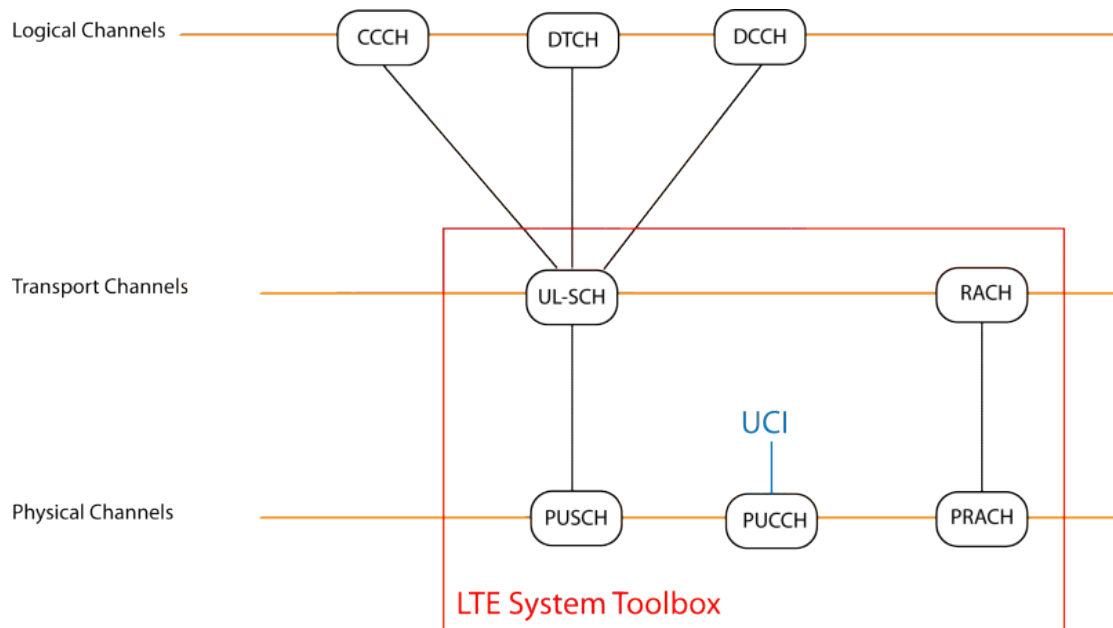 Logical Channels
CCCH
DTCH
DCCH
Transport Channels
UL-SCH
RACH
UCI
Physical Channels
PUSCH
PUCCH
PRACH
LTE System Toolbox